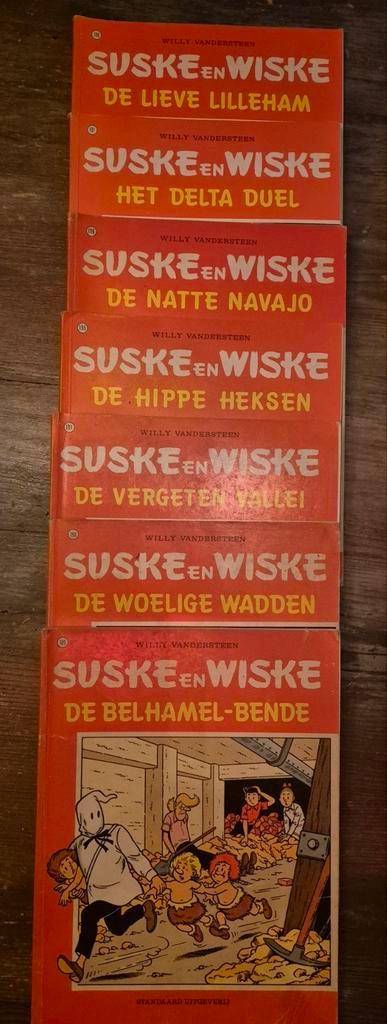 WILLY VANDERSTEEN
SUSKE EN WISKE
DE LIEVE LILLEHAM
WILLY VANDERSTEEN
SUSKE EN WISKE
HET DELTA DUEL
WILLY VANDERSTEEN
SUSKE EN WISKE
DE NATTE NAVAJO
WILLY VANDERSTEEN
SUSKE EN WISKE
DE HIPPE HEKSEN
WILLY VANDERSTEEN
SUSKE EN WISKE
DE VERGETEN VALLEI
WILLY VANDERSTEEN
SUSKE EN WISKE
DE WOELIGE WADDEN
WILLY VANDERSTEEN
SUSKE EN WISKE
DE BELHAMEL-BENDE
STANDAARD UITGEVERIJ